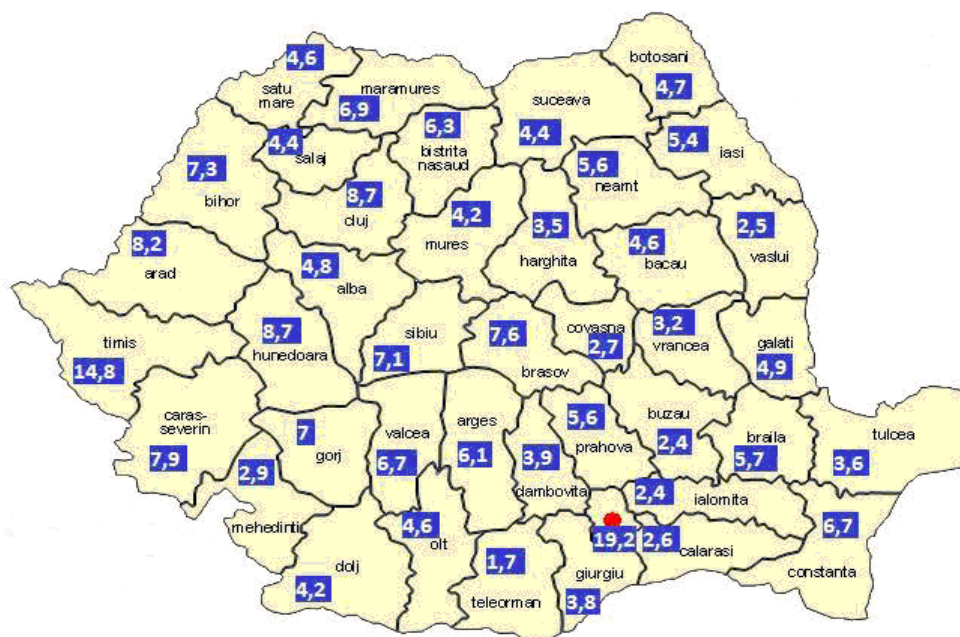 4,6
satu
mare
maramures
6,9
botosani
4,7
suceava
4,4
6,3
bistrita
nasaud
5,4
iasi
4,4
salaj
7,3
bihor
8,7
cluj
5,6
neamt
4,2
mures
3,5
harghita
4,6
bacau
2,5
vaslui
8,2
arad
4,8
alba
timis
14,8
8,7
hunedoara
sibiu
7,1
7,6
brasov
covasna
2,7
3,2
vrancea
galati
4,9
caras-
severin
7,9
7
gorj
valcea
6,7
arges
6,1
3,9
dambovita
5,6
prahova
buzau
2,4
braila
5,7
tulcea
3,6
2,9
mehedinti
4,6
olt
2,4
ialomita
6,7
constanta
19,2
2,6
calarasi
dolj
4,2
1,7
teleorman
giurgiu
3,8